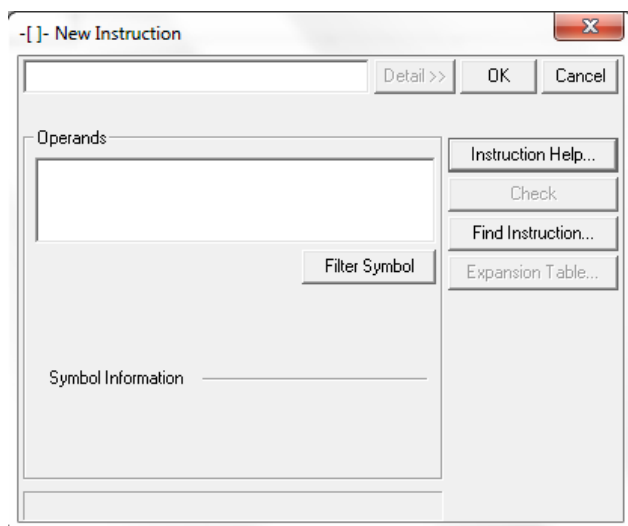 -[ ]- New Instruction
Detail >> OK Cancel
Operands
Instruction Help...
Check
Find Instruction...
Filter Symbol
Expansion Table...
Symbol Information